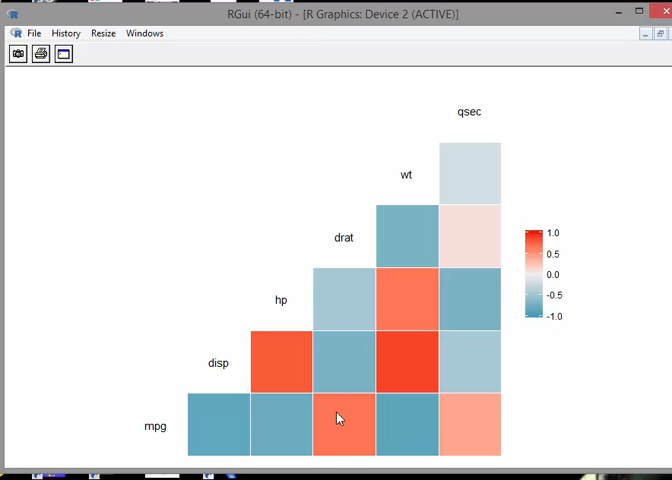 RGui (64-bit) - [R Graphics: Device 2 (ACTIVE)]
File History Resize Windows
qsec
wt
drat
hp
disp
mpg
1.0
0.5
0.0
-0.5
-1.0